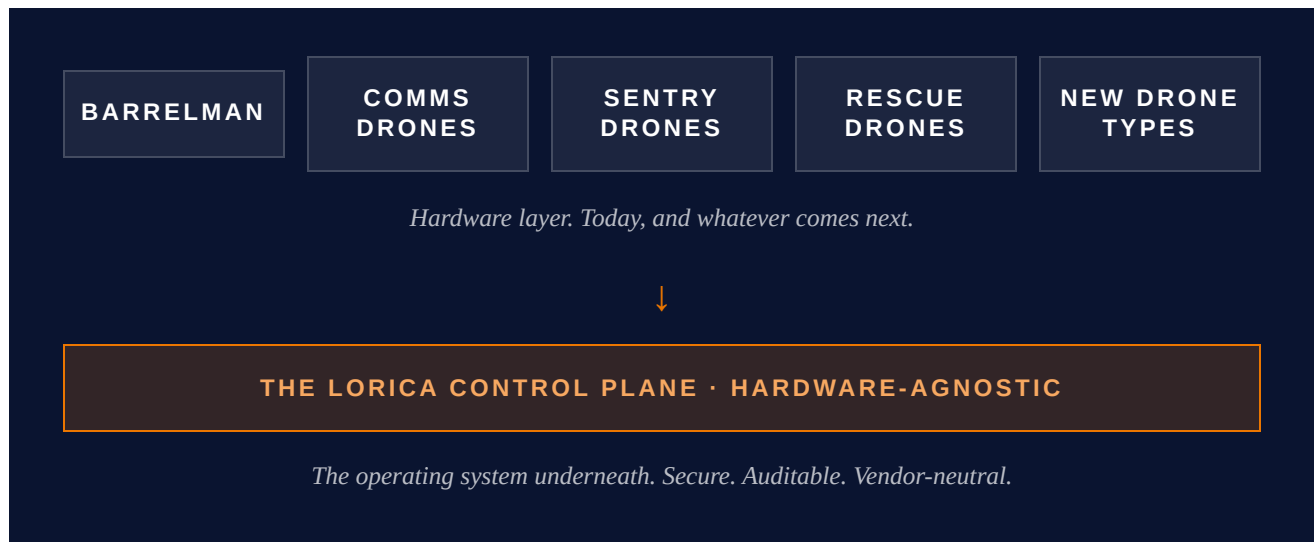 BARRELMAN
COMMS
DRONES
SENTRY
DRONES
RESCUE
DRONES
NEW DRONE
TYPES
Hardware layer. Today, and whatever comes next.
↓
THE LORICA CONTROL PLANE · HARDWARE-AGNOSTIC
The operating system underneath. Secure. Auditable. Vendor-neutral.